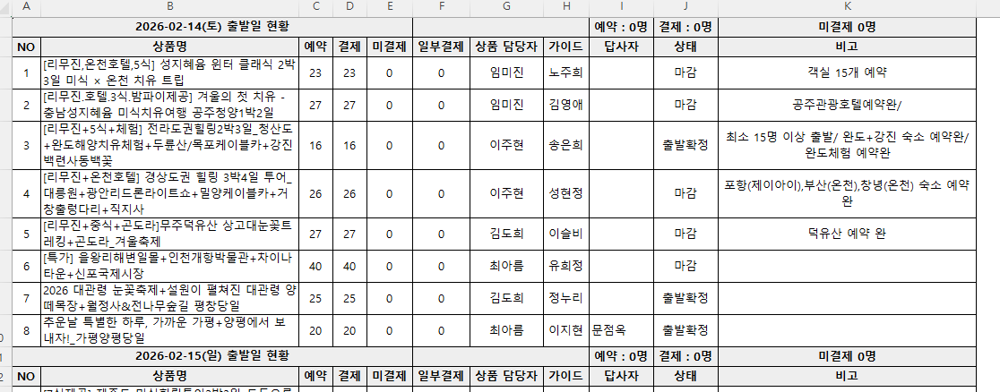 A B C D E F G H I J K
2026-02-14(토) 출발일 현황 예약 : 0명 결제 : 0명 미결제 0명
NO 상품명 예약 결제 미결제 일부결제 상품 담당자 가이드 답사자 상태 비고
1 [리무진,온천호텔,5식] 성지혜윰 윈터 클래식 2박 23 23 0 0 임미진 노주희 마감 객실 15개 예약
3일 미식 × 온천 치유 트립
2 [리무진.호텔.3식.밤파이제공] 겨울의 첫 치유 - 27 27 0 0 임미진 김영애 마감 공주관광호텔예약완/
충남성지혜윰 미식치유여행 공주청양1박2일
3 [리무진+5식+체험] 전라도권힐링2박3일_청산도 16 16 0 0 이주현 송은희 출발확정 최소 15명 이상 출발/ 완도+강진 숙소 예약완/
+완도해양치유체험+두륜산/목포케이블카+강진 완도체험 예약완
백련사동백꽃
4 [리무진+온천호텔] 경상도권 힐링 3박4일 투어_ 26 26 0 0 이주현 성현정 마감 포항(제이아이),부산(온천),창녕(온천) 숙소 예약
대릉원+광안리드론라이트쇼+밀양케이블카+거 완
창출렁다리+직지사
5 [리무진+중식+곤도라]무주덕유산 상고대눈꽃트 27 27 0 0 김도희 이슬비 마감 덕유산 예약 완
레킹+곤도라_겨울축제
6 [특가] 을왕리해변일몰+인천개항박물관+차이나 40 40 0 0 최아름 유희정 마감
타운+신포국제시장
7 2026 대관령 눈꽃축제+설원이 펼쳐진 대관령 양 25 25 0 0 김도희 정누리 출발확정
떼목장+월정사&전나무숲길 평창당일
8 추운날 특별한 하루, 가까운 가평+양평에서 보 20 20 0 0 최아름 이지현 문점옥 출발확정
내자!_가평양평당일
2026-02-15(일) 출발일 현황 예약 : 0명 결제 : 0명 미결제 0명
NO 상품명 예약 결제 미결제 일부결제 상품 담당자 가이드 답사자 상태 비고